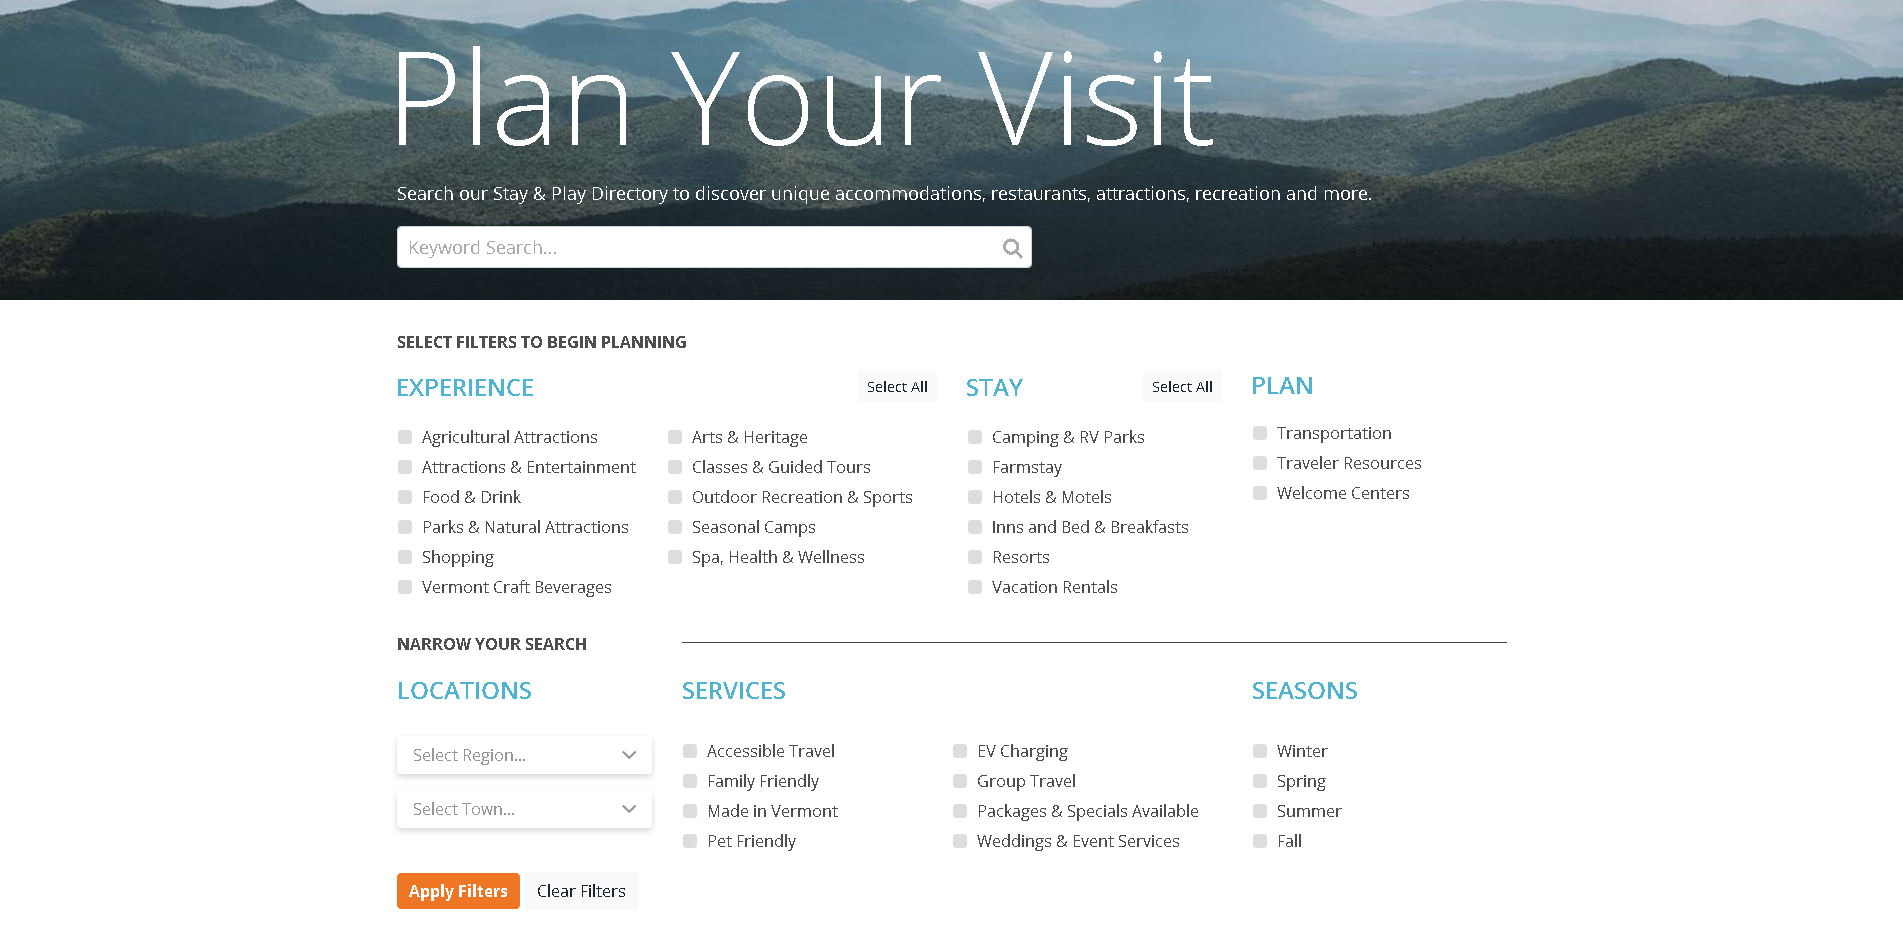 Plan Your Visit
Search our Stay & Play Directory to discover unique accommodations, restaurants, attractions, recreation and more.
Keyword Search...
SELECT FILTERS TO BEGIN PLANNING
EXPERIENCE
Select All
Agricultural Attractions
Attractions & Entertainment
Food & Drink
Parks & Natural Attractions
Shopping
Vermont Craft Beverages
Arts & Heritage
Classes & Guided Tours
Outdoor Recreation & Sports
Seasonal Camps
Spa, Health & Wellness
STAY
Select All
Camping & RV Parks
Farmstay
Hotels & Motels
Inns and Bed & Breakfasts
Resorts
Vacation Rentals
PLAN
Transportation
Traveler Resources
Welcome Centers
NARROW YOUR SEARCH
LOCATIONS
Select Region...
Select Town...
SERVICES
Accessible Travel
Family Friendly
Made in Vermont
Pet Friendly
EV Charging
Group Travel
Packages & Specials Available
Weddings & Event Services
SEASONS
Winter
Spring
Summer
Fall
Apply Filters
Clear Filters